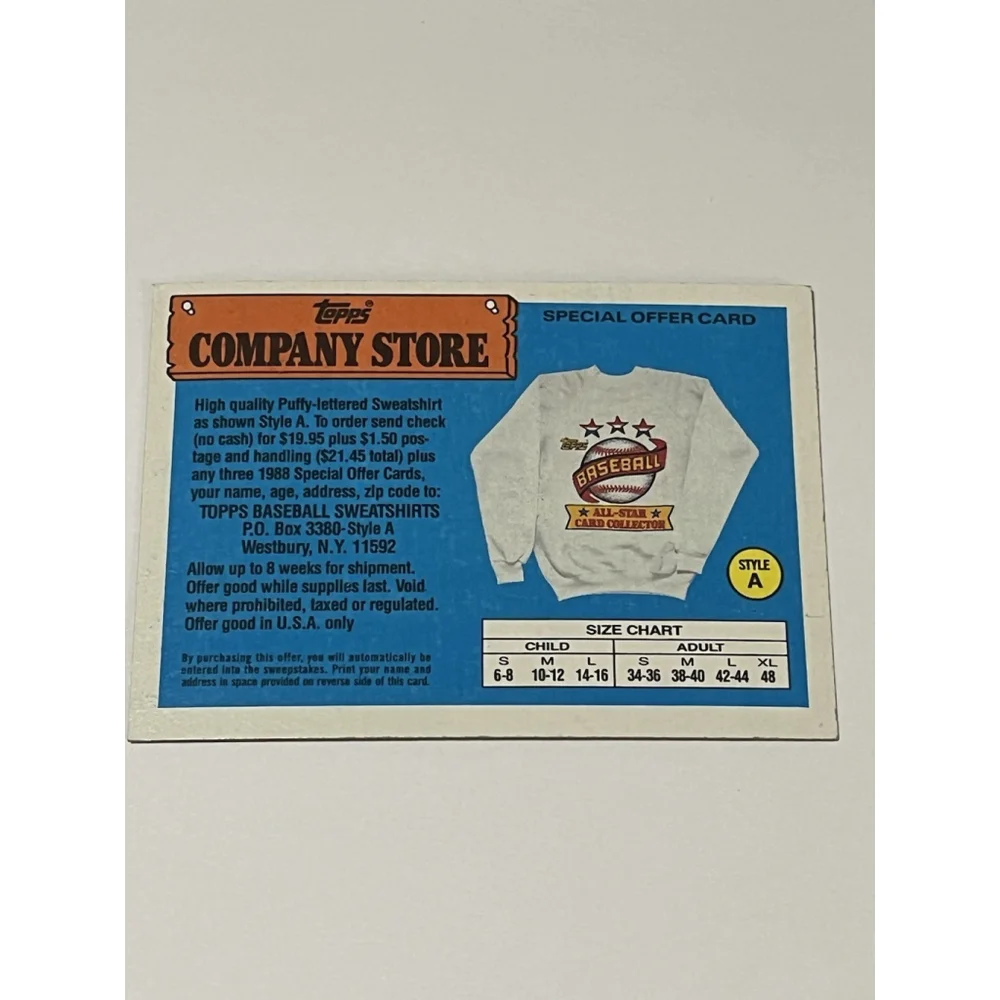 Topps®
COMPANY STORE
SPECIAL OFFER CARD
High quality Puffy-lettered Sweatshirt
as shown Style A. To order send check
(no cash) for $19.95 plus $1.50 pos-
tage and handling ($21.45 total) plus
any three 1988 Special Offer Cards,
your name, age, address, zip code to:
TOPPS BASEBALL SWEATSHIRTS
P.O. Box 3380-Style A
Westbury, N.Y. 11592
Allow up to 8 weeks for shipment.
Offer good while supplies last. Void
where prohibited, taxed or regulated.
Offer good in U.S.A. only
By purchasing this offer, you will automatically be
entered into the sweepstakes. Print your name and
address in space provided on reverse side of this card.
Topps
BASEBALL
ALL-STAR
CARD COLLECTOR
STYLE
A
SIZE CHART
CHILD ADULT
S M L S M L XL
6-8 10-12 14-16 34-36 38-40 42-44 48